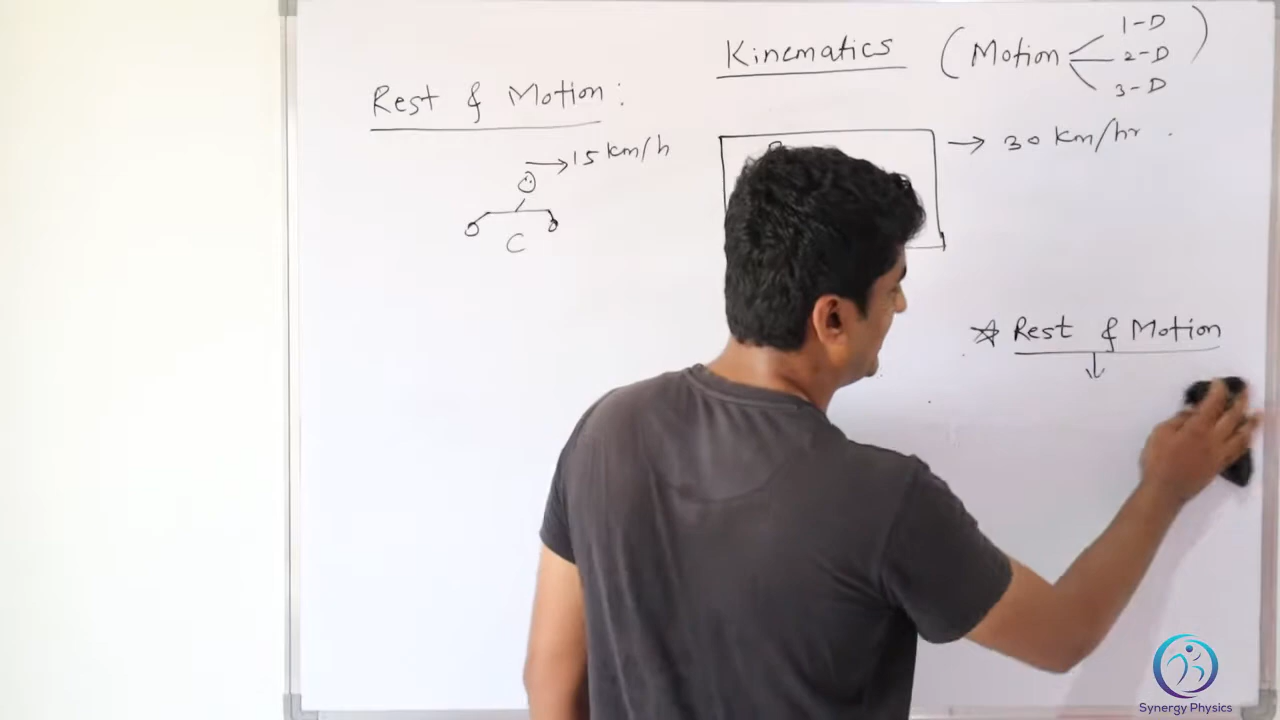 Kinematics (Motion 1-D
2-D
3-D)
Rest & Motion:
→ 15 km/h
C
→ 30 km/hr.
☆ Rest & Motion
↓
Synergy Physics